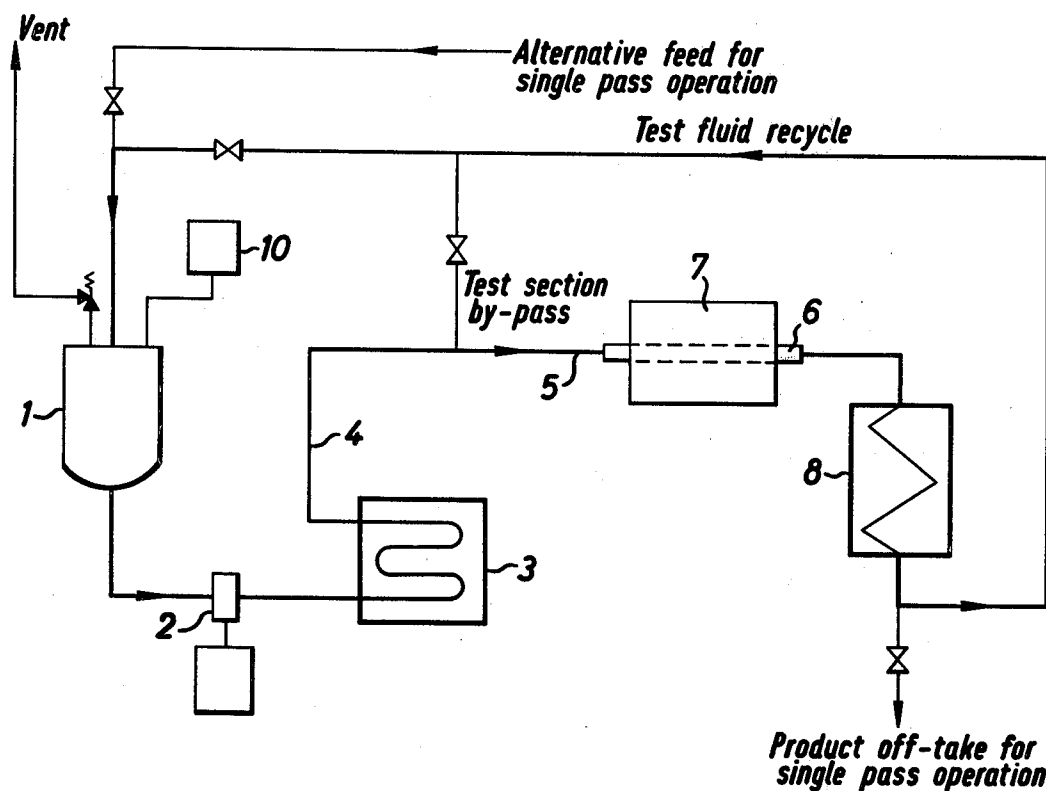 Vent
Alternative feed for
single pass operation
Test fluid recycle
10
7
Test section
by-pass
6
5
1
4
8
3
2
Product off-take for
single pass operation